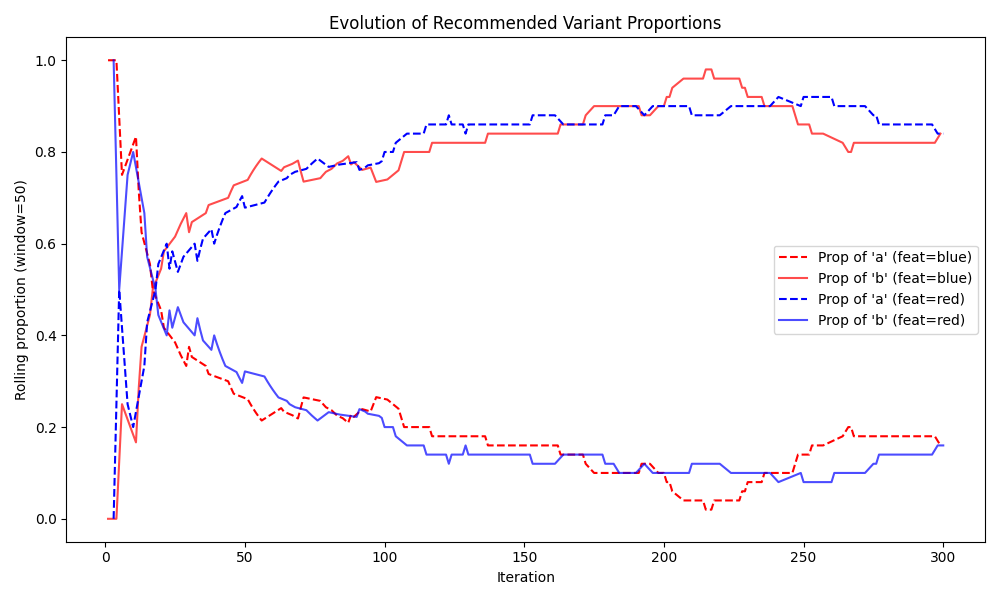 Evolution of Recommended Variant Proportions
Rolling proportion (window=50)
1.0
0.8
0.6
0.4
0.2
0.0
Prop of 'a' (feat=blue)
Prop of 'b' (feat=blue)
Prop of 'a' (feat=red)
Prop of 'b' (feat=red)
0 50 100 150 200 250 300
Iteration